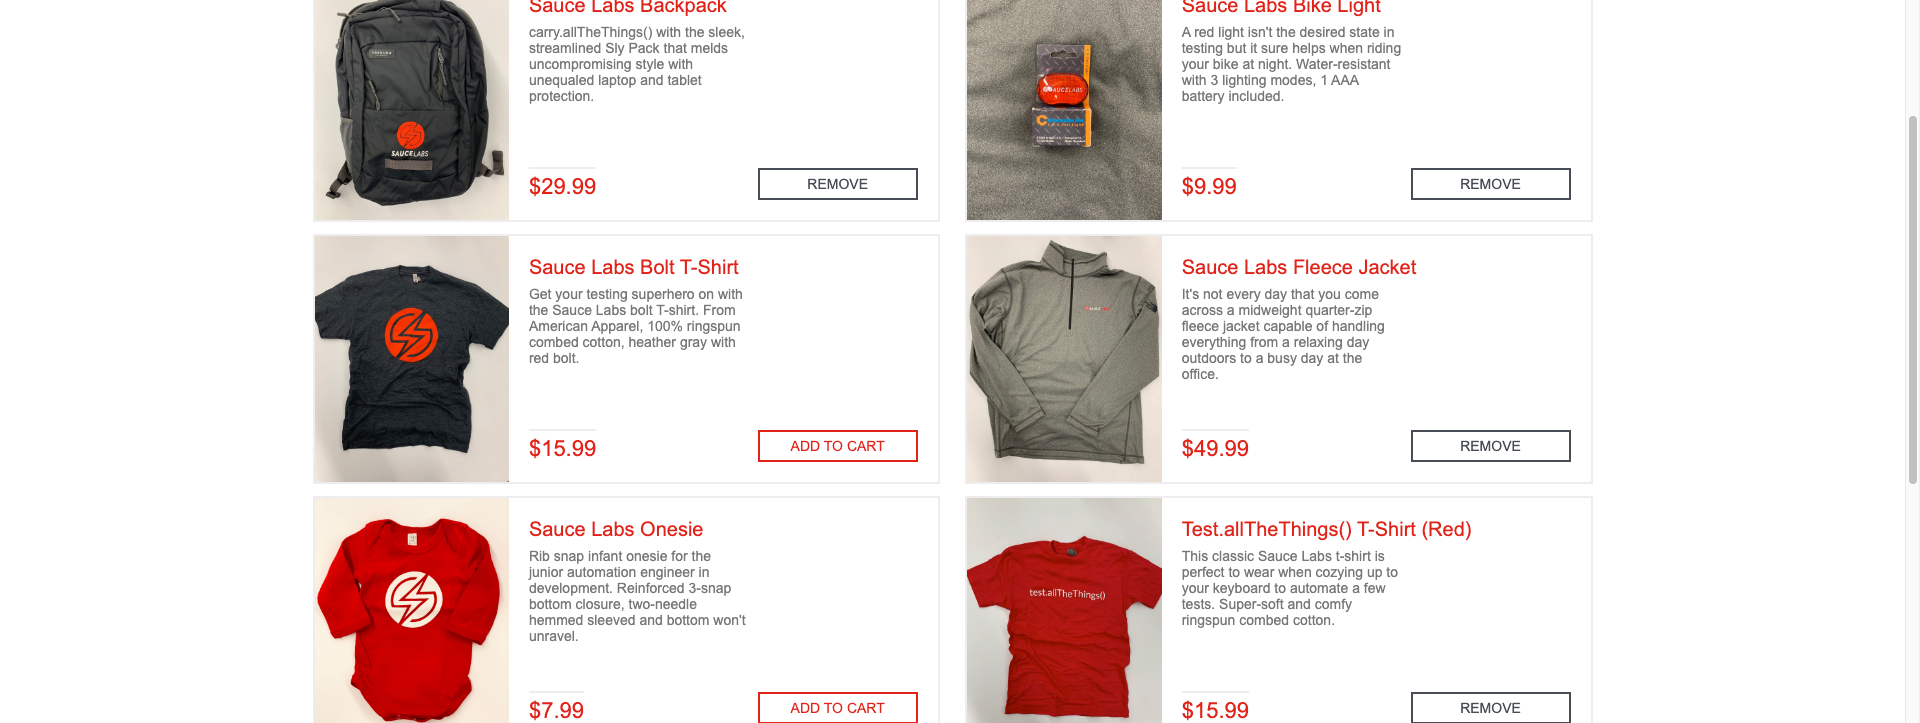 Sauce Labs Backpack
carry.allTheThings() with the sleek,
streamlined Sly Pack that melds
uncompromising style with
unequaled laptop and tablet
protection.
SAUCELABS
$29.99
REMOVE
Sauce Labs Bike Light
A red light isn't the desired state in
testing but it sure helps when riding
your bike at night. Water-resistant
with 3 lighting modes, 1 AAA
battery included.
SAUCELABS
$9.99
REMOVE
Sauce Labs Bolt T-Shirt
Get your testing superhero on with
the Sauce Labs bolt T-shirt. From
American Apparel, 100% ringspun
combed cotton, heather gray with
red bolt.
$15.99
ADD TO CART
Sauce Labs Fleece Jacket
It's not every day that you come
across a midweight quarter-zip
fleece jacket capable of handling
everything from a relaxing day
outdoors to a busy day at the
office.
$49.99
REMOVE
Sauce Labs Onesie
Rib snap infant onesie for the
junior automation engineer in
development. Reinforced 3-snap
bottom closure, two-needle
hemmed sleeved and bottom won't
unravel.
$7.99
ADD TO CART
Test.allTheThings() T-Shirt (Red)
This classic Sauce Labs t-shirt is
perfect to wear when cozying up to
your keyboard to automate a few
tests. Super-soft and comfy
ringspun combed cotton.
test.allTheThings()
$15.99
REMOVE